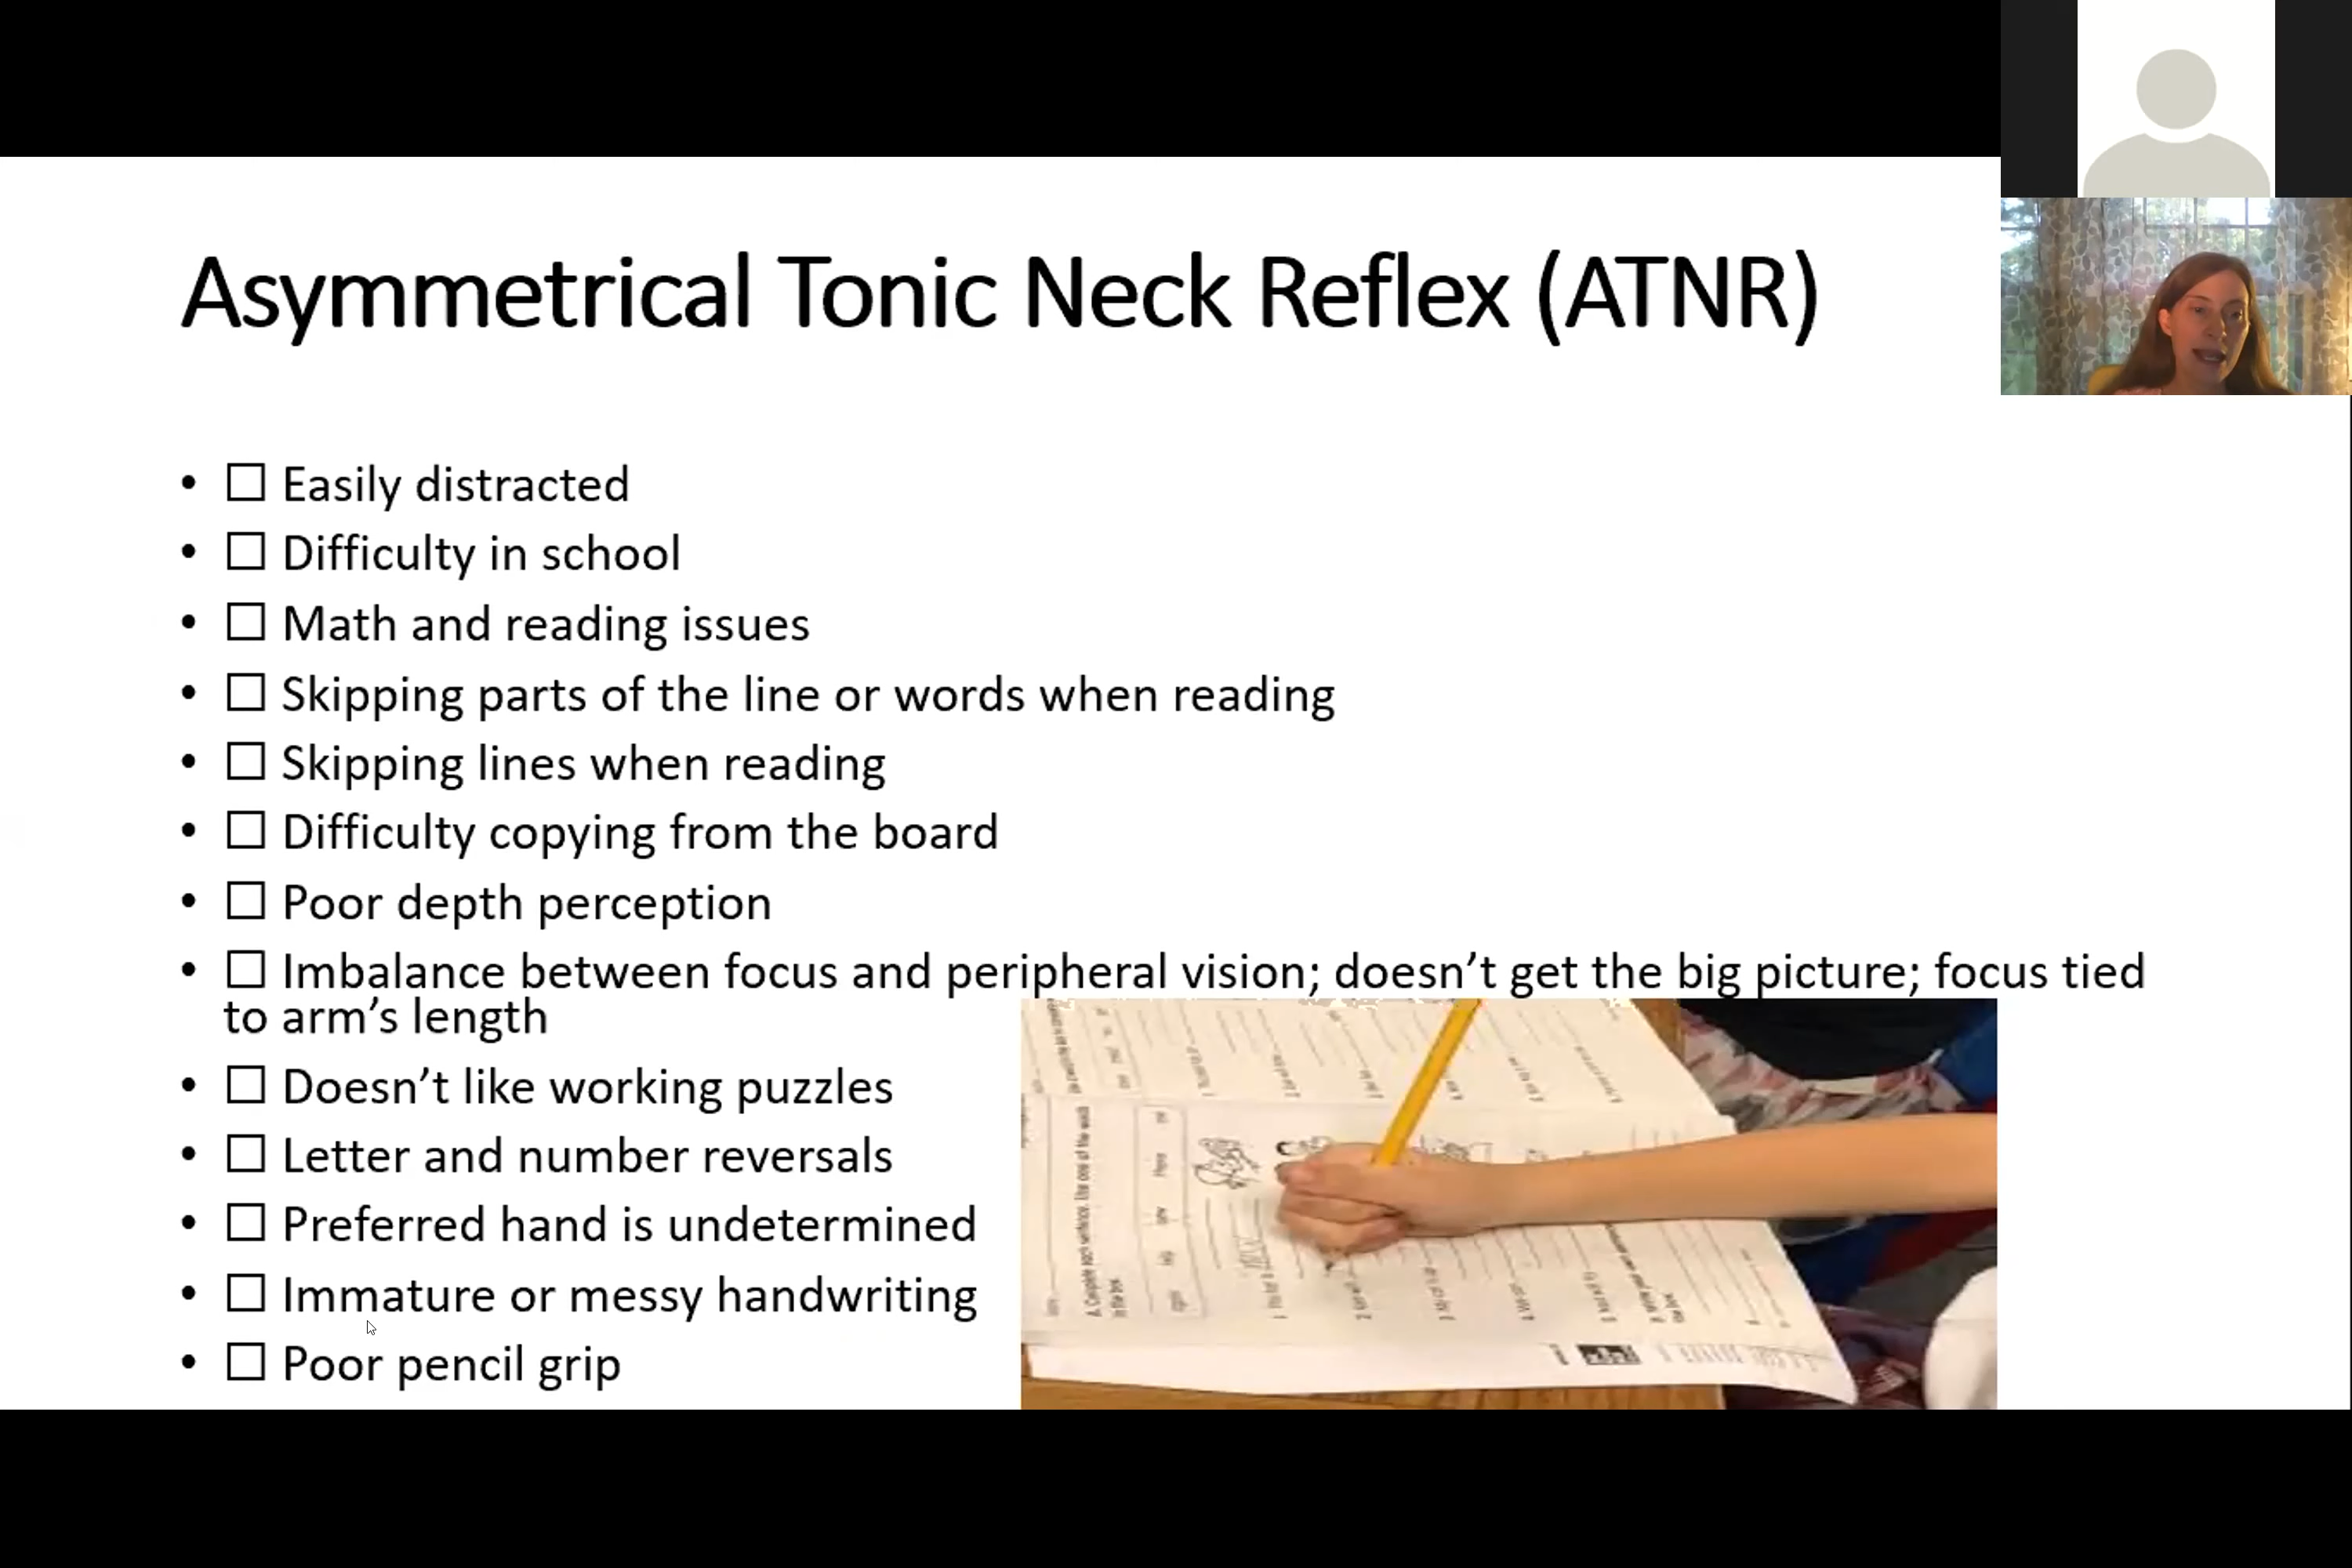 Asymmetrical Tonic Neck Reflex (ATNR)
• ☐ Easily distracted
• ☐ Difficulty in school
• ☐ Math and reading issues
• ☐ Skipping parts of the line or words when reading
• ☐ Skipping lines when reading
• ☐ Difficulty copying from the board
• ☐ Poor depth perception
• ☐ Imbalance between focus and peripheral vision; doesn’t get the big picture; focus tied
to arm’s length
• ☐ Doesn’t like working puzzles
• ☐ Letter and number reversals
• ☐ Preferred hand is undetermined
• ☐ Immature or messy handwriting
• ☐ Poor pencil grip